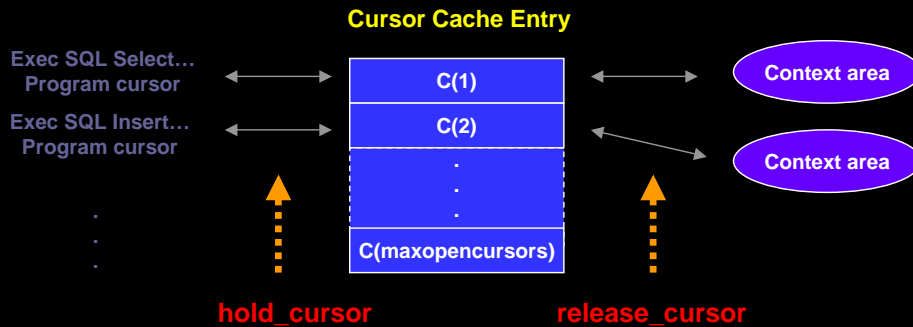 Cursor Cache Entry
Exec SQL Select…
Program cursor
C(1)
Context area
Exec SQL Insert…
Program cursor
C(2)
Context area
.
.
.
.
.
.
C(maxopencursors)
hold_cursor
release_cursor